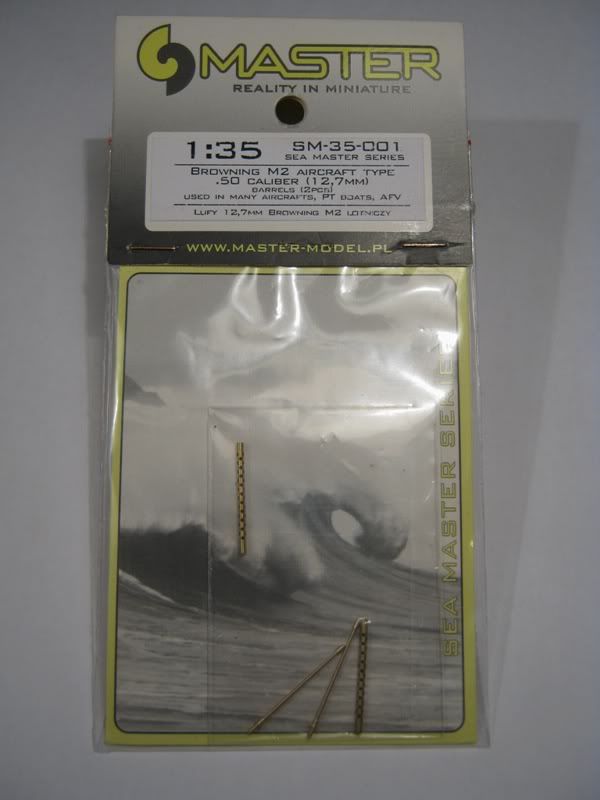 MASTER
REALITY IN MINIATURE
1:35 SM-35-001
SEA MASTER SERIES
BROWNING M2 AIRCRAFT TYPE
.50 CALIBER (12,7MM)
BARRELS (2PCS)
USED IN MANY AIRCRAFTS, PT BOATS, AFV
LUFY 12,7MM BROWNING M2 LOTNICZY
WWW.MASTER-MODEL.PL
SEA MASTER SERIES